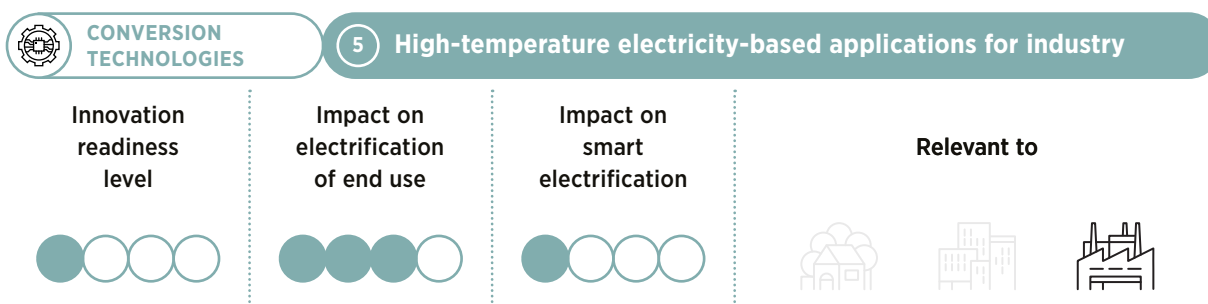 CONVERSION
TECHNOLOGIES
5 High-temperature electricity-based applications for industry
Innovation
readiness
level
Impact on
electrification
of end use
Impact on
smart
electrification
Relevant to